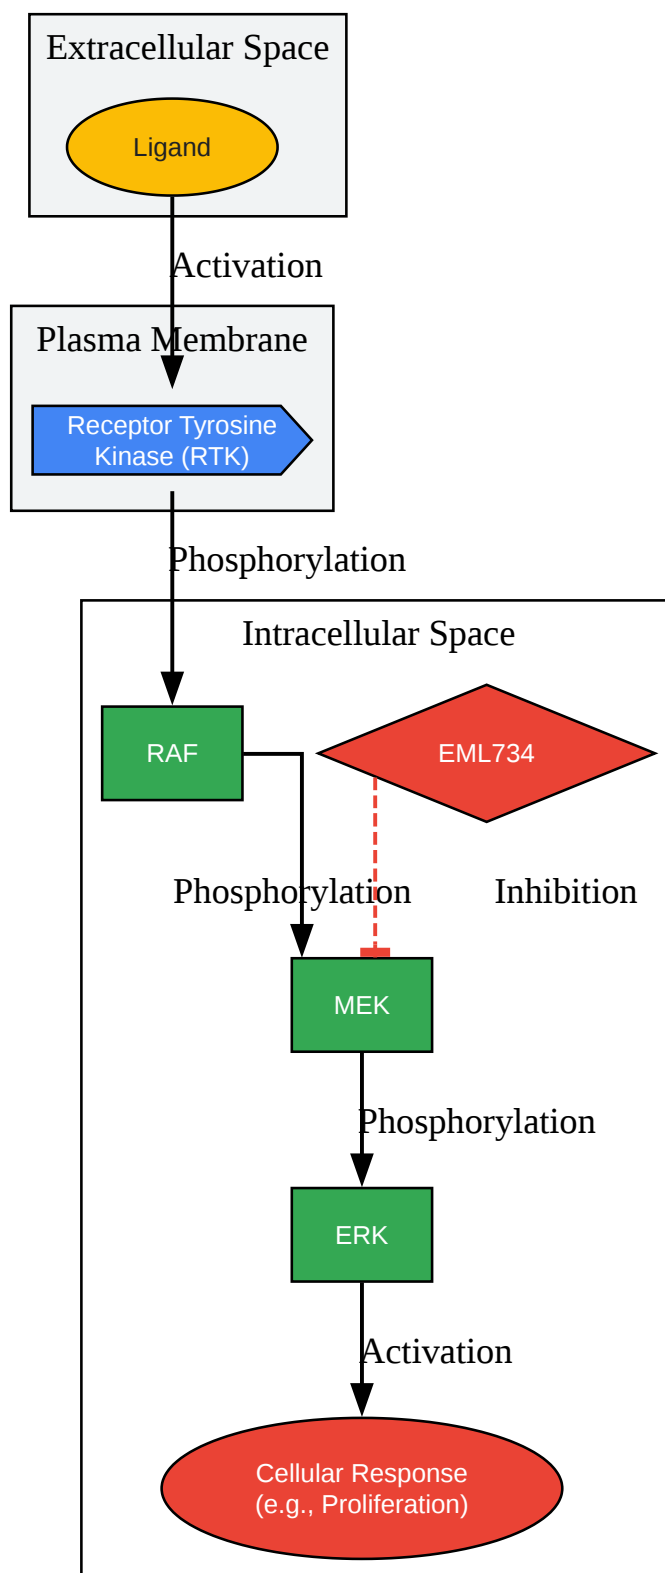 Extracellular Space
Ligand
Activation
Plasma Membrane
Receptor Tyrosine
Kinase (RTK)
Phosphorylation
Intracellular Space
RAF
EML734
Phosphorylation
Inhibition
MEK
Phosphorylation
ERK
Activation
Cellular Response
(e.g., Proliferation)